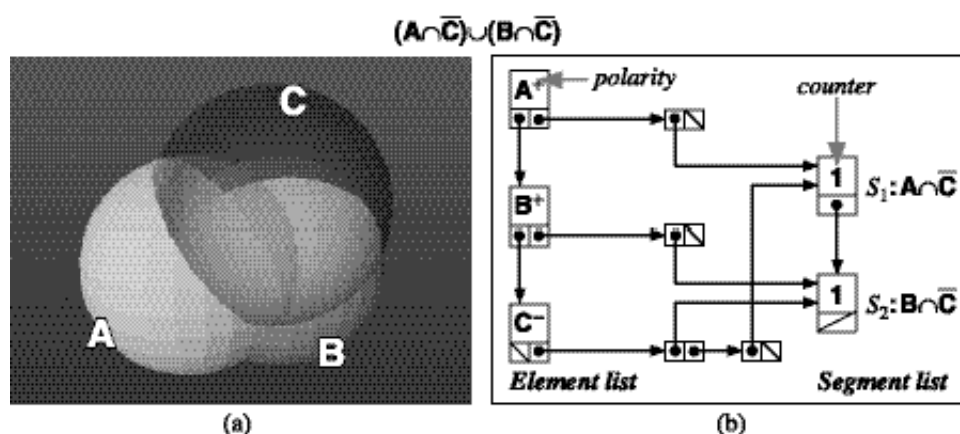 (A∩C̅)∪(B∩C̅)
C
A
B
(a)
A⁺
polarity
counter
1
S₁: A∩C̅
B⁺
1
S₂: B∩C̅
C⁻
Element list
Segment list
(b)